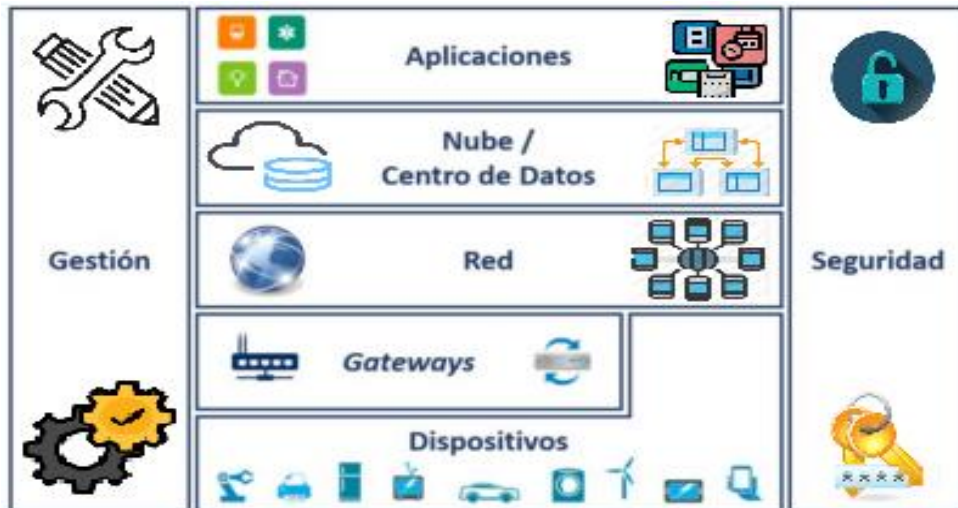 Aplicaciones
Nube /
Centro de Datos
Gestión
Red
Seguridad
Gateways
Dispositivos
****